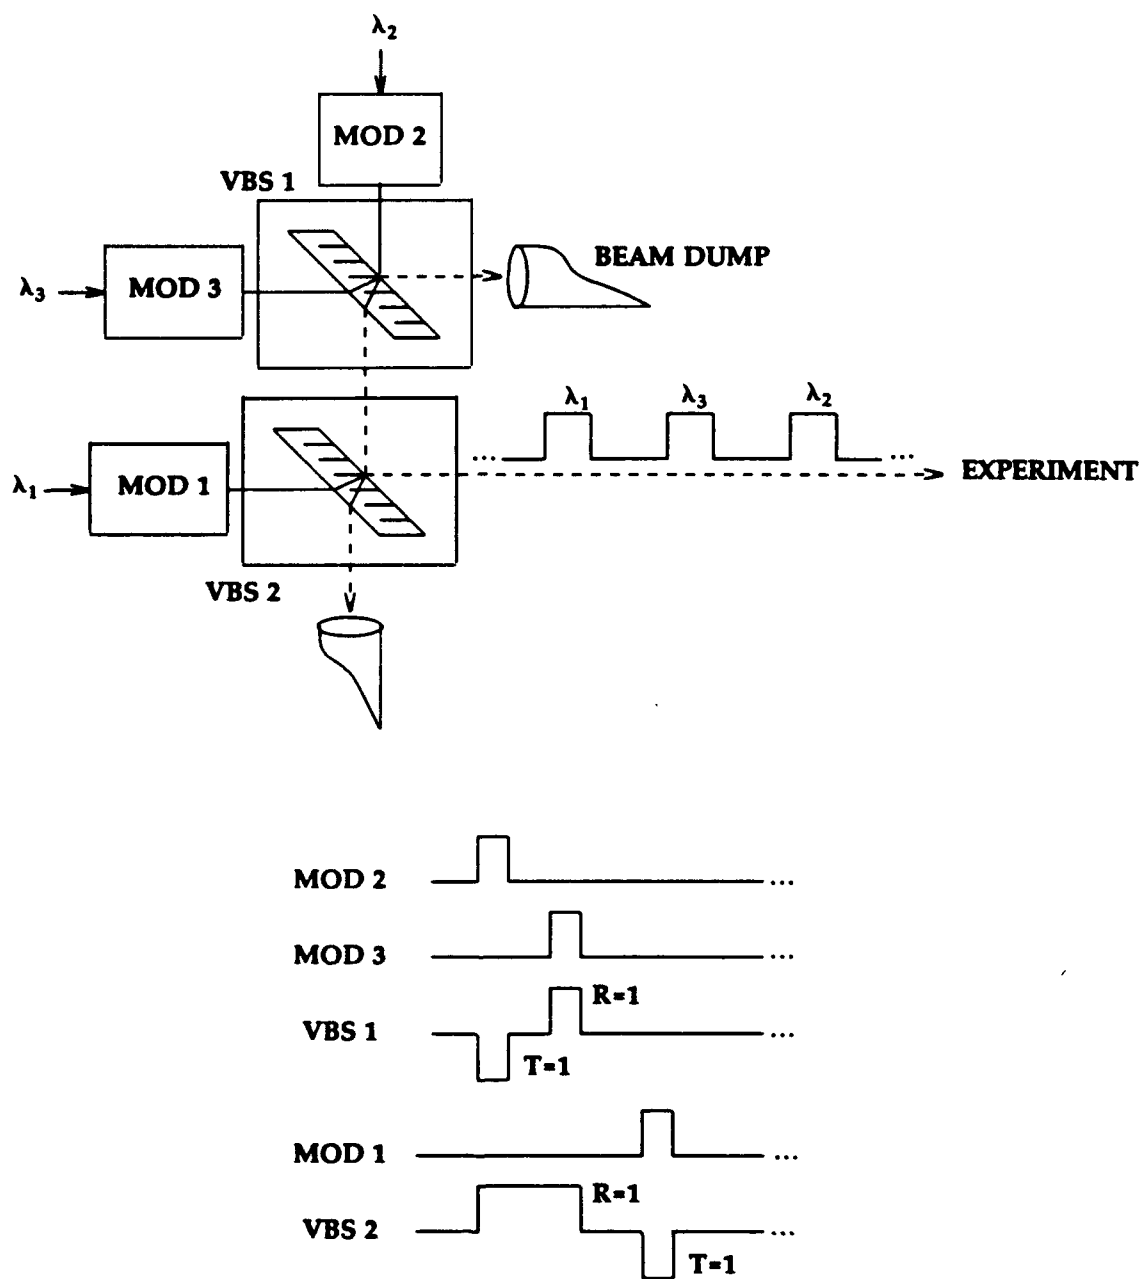 λ2
MOD 2
VBS 1
BEAM DUMP
λ3
MOD 3
λ1 λ3 λ2
... ...
EXPERIMENT
λ1
MOD 1
VBS 2
MOD 2 ...
MOD 3 ...
R=1
VBS 1 ...
T=1
MOD 1 ...
R=1
VBS 2 ...
T=1